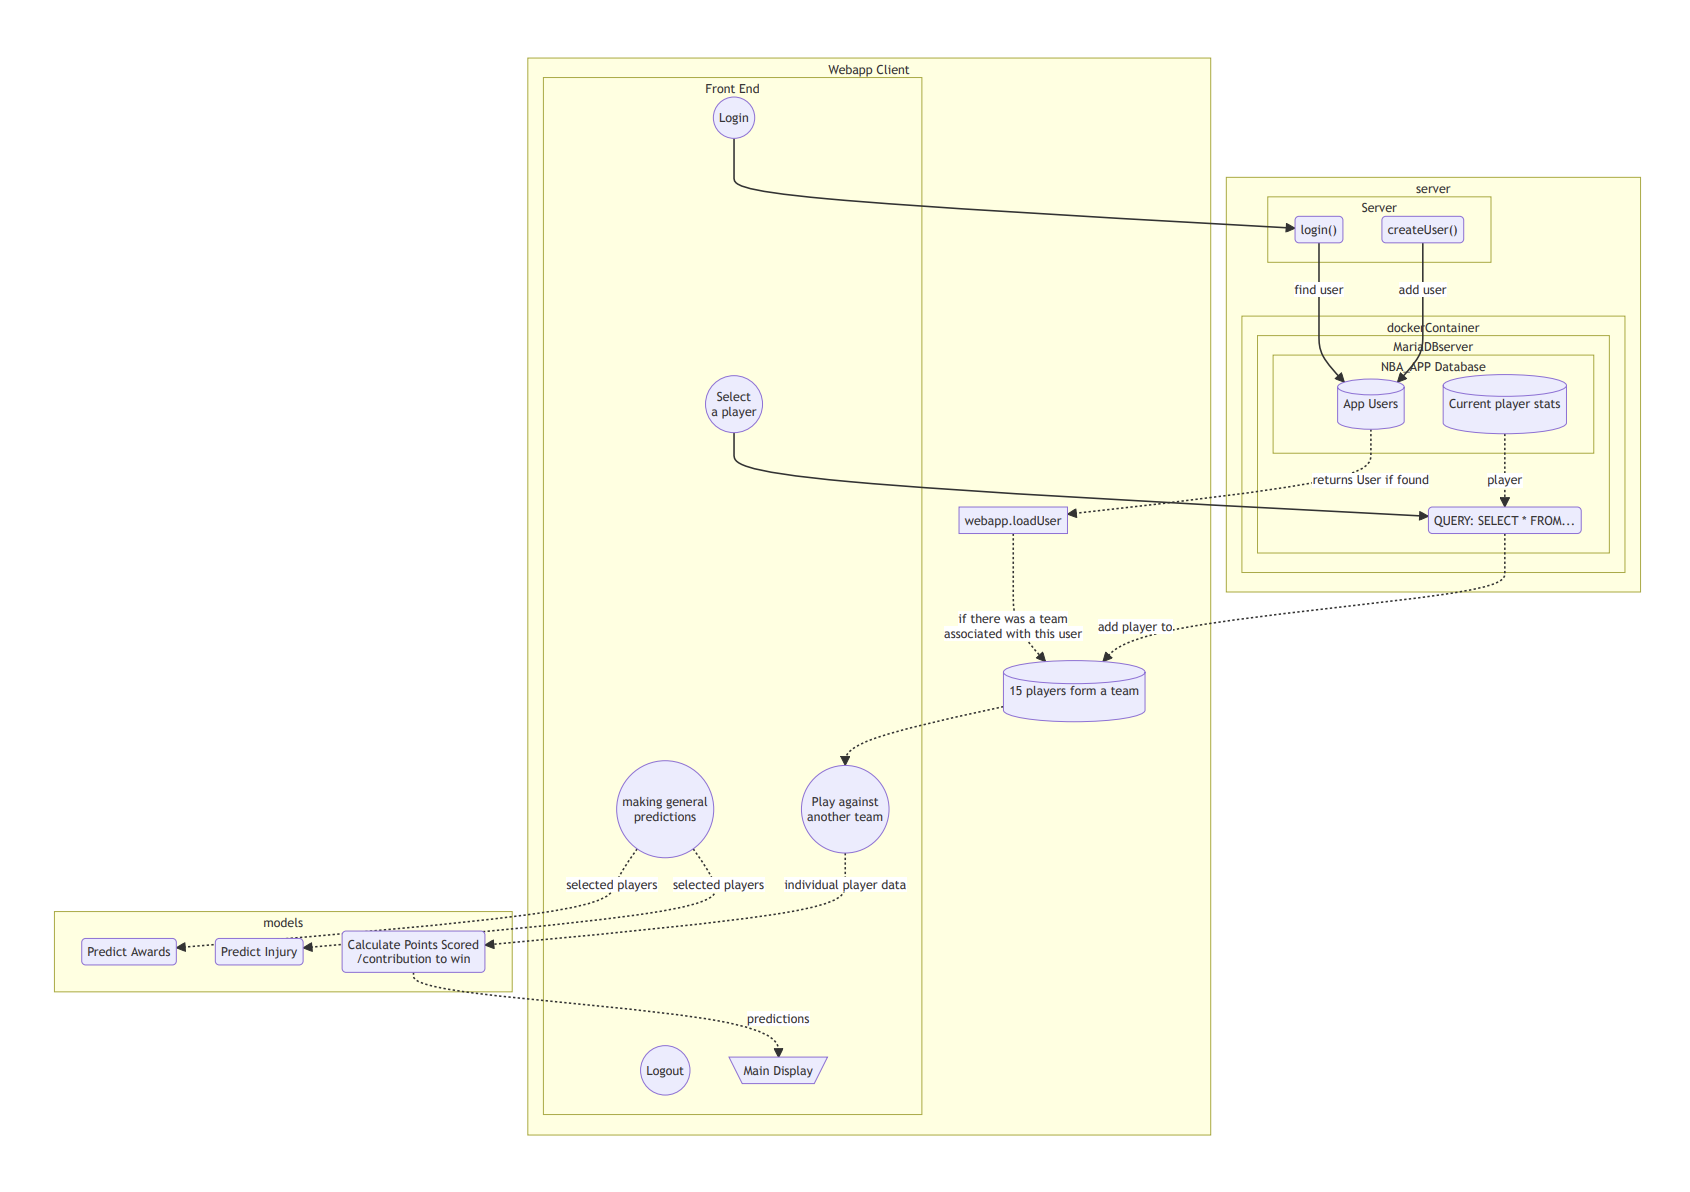 Webapp Client
Front End
Login
server
Server
login()
createUser()
find user
add user
dockerContainer
MariaDBserver
NBA_APP Database
Select
a player
App Users
Current player stats
returns User if found
player
webapp.loadUser
QUERY: SELECT * FROM...
if there was a team
associated with this user
add player to
15 players form a team
making general
predictions
Play against
another team
selected players
selected players
individual player data
models
Predict Awards
Predict Injury
Calculate Points Scored
/contribution to win
predictions
Logout
Main Display